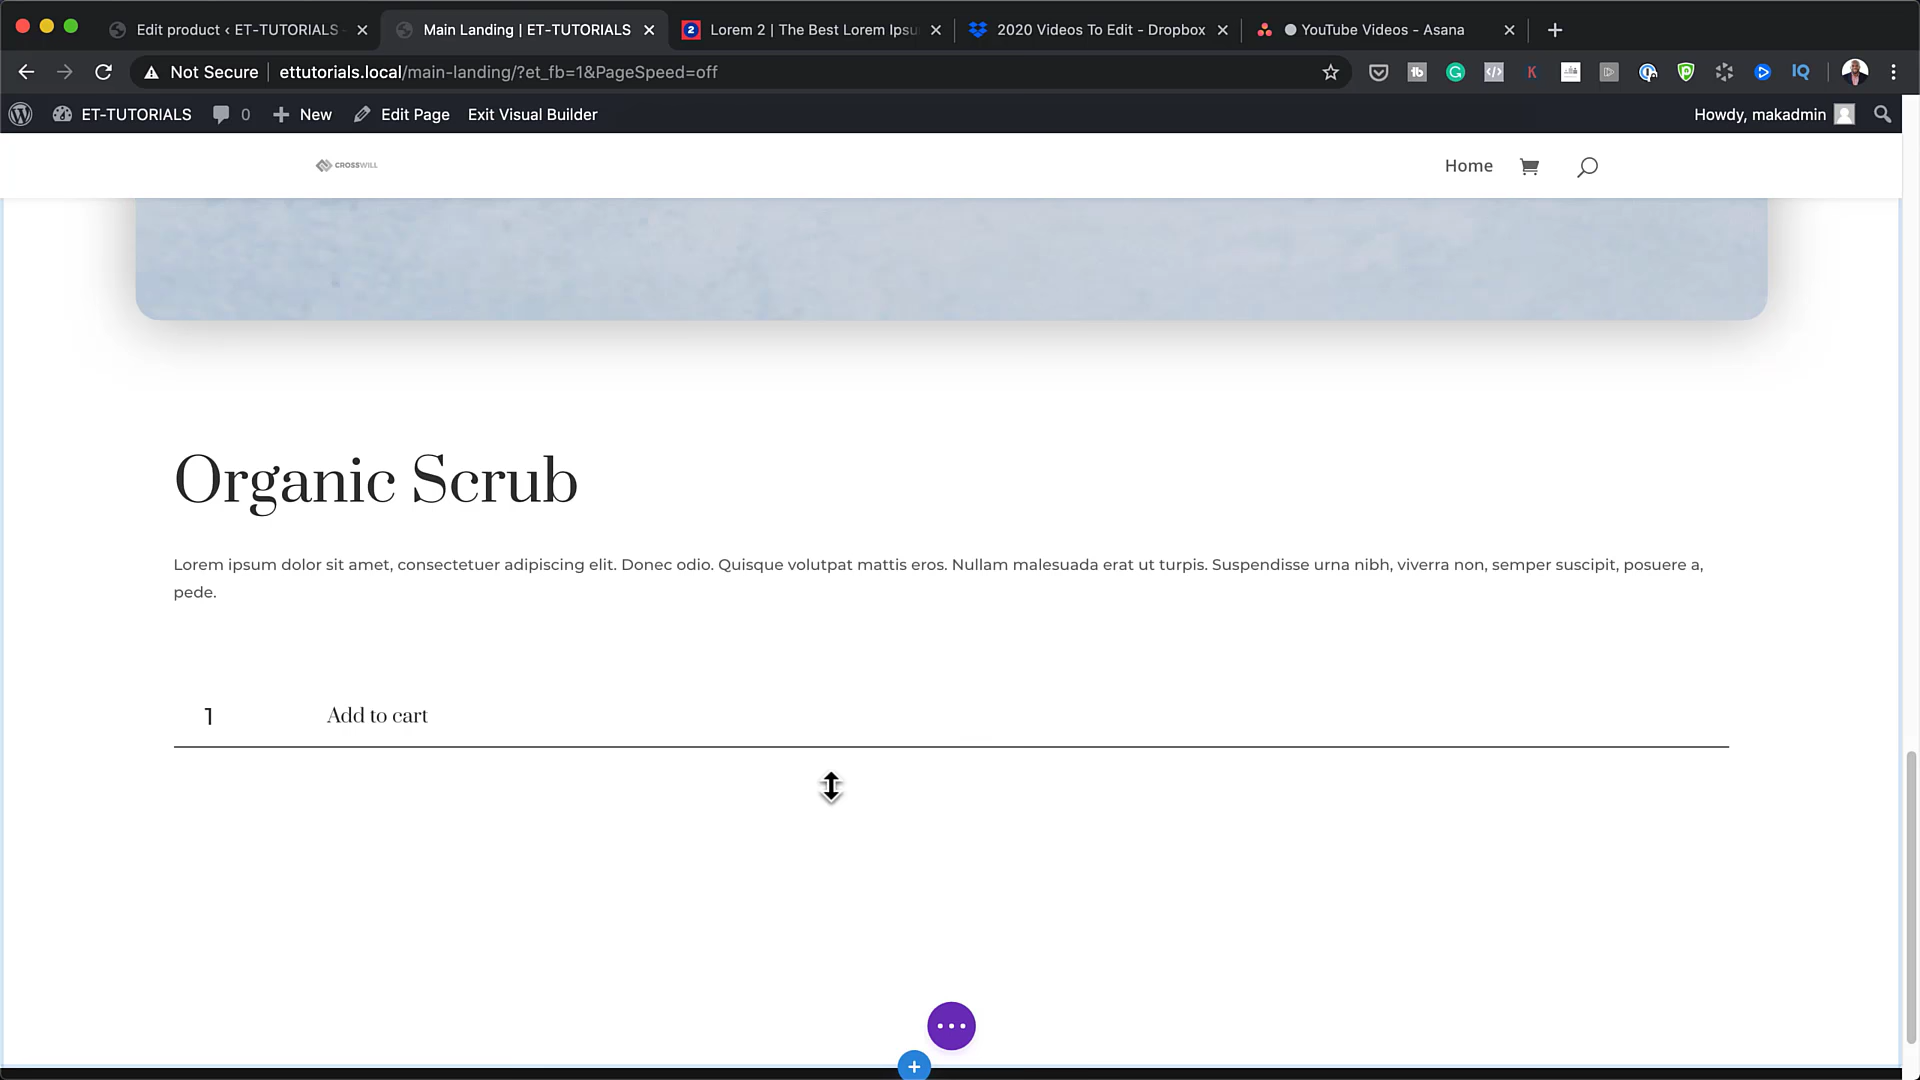 Edit product ‹ ET-TUTORIALS
Main Landing | ET-TUTORIALS
2 Lorem 2 | The Best Lorem Ipsu
2020 Videos To Edit - Dropbox
YouTube Videos - Asana
Not Secure ettutorials.local/main-landing/?et_fb=1&PageSpeed=off
tb
K
IQ
ET-TUTORIALS 0 New Edit Page Exit Visual Builder Howdy, makadmin
CROSSWILL Home
Organic Scrub
Lorem ipsum dolor sit amet, consectetuer adipiscing elit. Donec odio. Quisque volutpat mattis eros. Nullam malesuada erat ut turpis. Suspendisse urna nibh, viverra non, semper suscipit, posuere a,
pede.
1 Add to cart